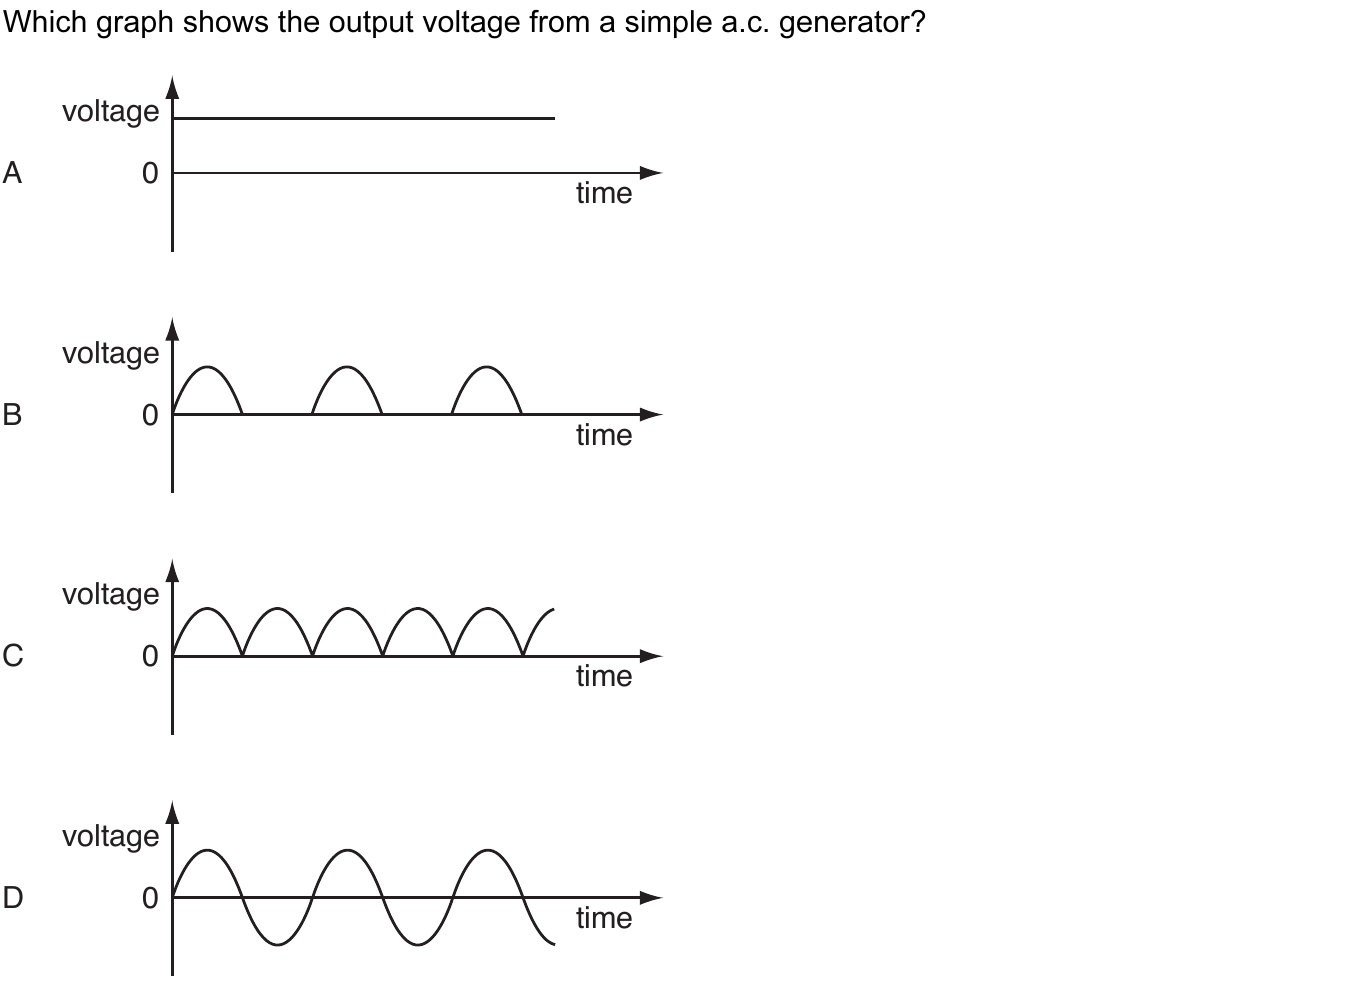 Which graph shows the output voltage from a simple a.c. generator?
voltage
A
0
time
voltage
B
0
time
voltage
C
0
time
voltage
D
0
time